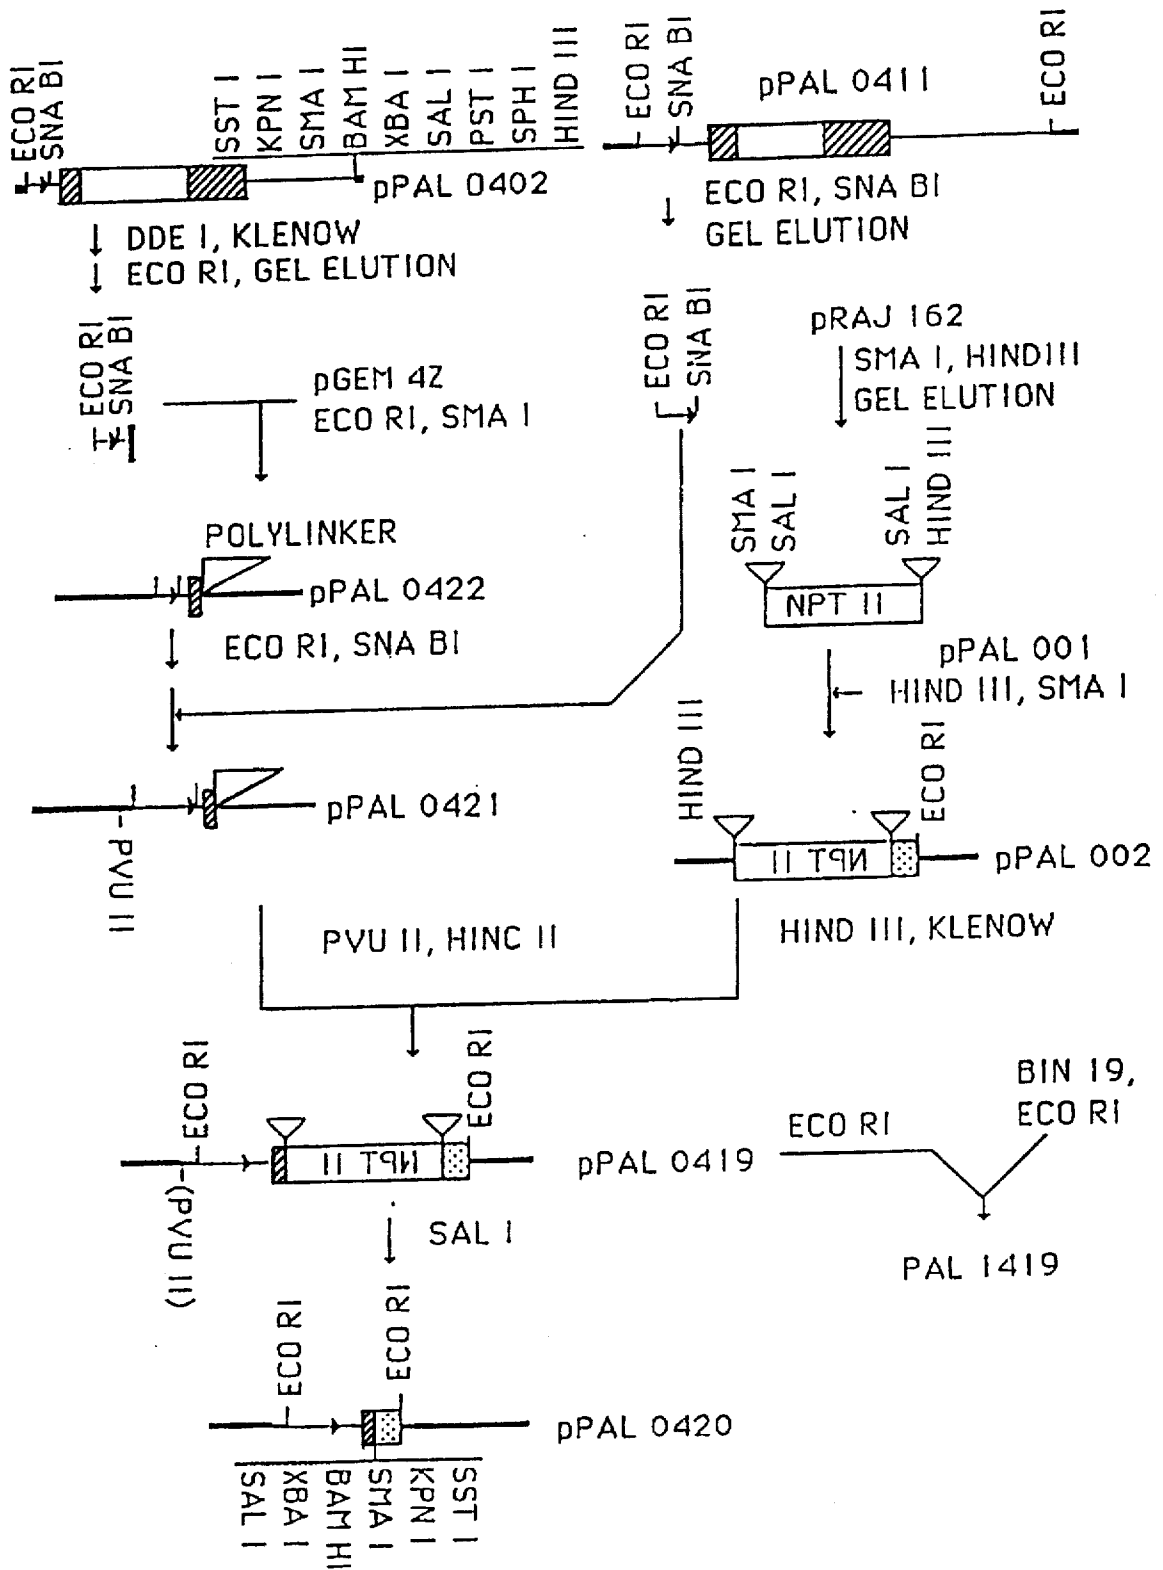 ECO RI
SNA BI
SST I
KPN I
SMA I
BAM HI
XBA I
SAL I
PST I
SPH I
HIND III
pPAL 0402
ECO RI
SNA BI
pPAL 0411
ECO RI
DDE I, KLENOW
ECO RI, GEL ELUTION
ECO RI, SNA BI
GEL ELUTION
ECO RI
SNA BI
pGEM 4Z
ECO RI, SMA I
ECO RI
SNA BI
pRAJ 162
SMA I, HINDIII
GEL ELUTION
SMA I
SAL I
SAL I
HIND III
NPT II
POLYLINKER
pPAL 0422
ECO RI, SNA BI
pPAL 001
HIND III, SMA I
pPAL 0421
PVU II
HIND III
ECO RI
NPT II
pPAL 002
PVU II, HINC II
HIND III, KLENOW
ECO RI
ECO RI
NPT II
(PVU II)
pPAL 0419
ECO RI
BIN 19,
ECO RI
SAL I
PAL 1419
ECO RI
ECO RI
pPAL 0420
SAL I
XBA I
BAM HI
SMA I
KPN I
SST I